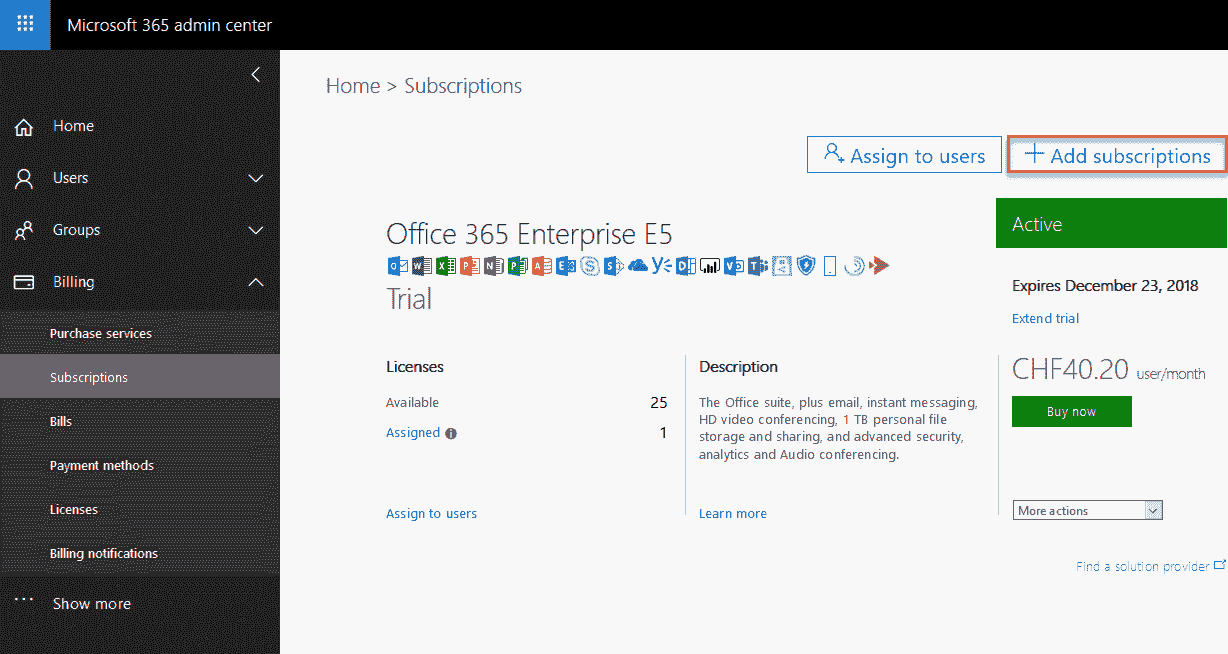 Microsoft 365 admin center
Home
Users
Groups
Billing
Purchase services
Subscriptions
Bills
Payment methods
Licenses
Billing notifications
Show more
Home > Subscriptions
Assign to users
Add subscriptions
Office 365 Enterprise E5
Trial
Licenses
Available 25
Assigned 1
Assign to users
Description
The Office suite, plus email, instant messaging,
HD video conferencing, 1 TB personal file
storage and sharing, and advanced security,
analytics and Audio conferencing.
Learn more
Active
Expires December 23, 2018
Extend trial
CHF40.20 user/month
Buy now
More actions
Find a solution provider